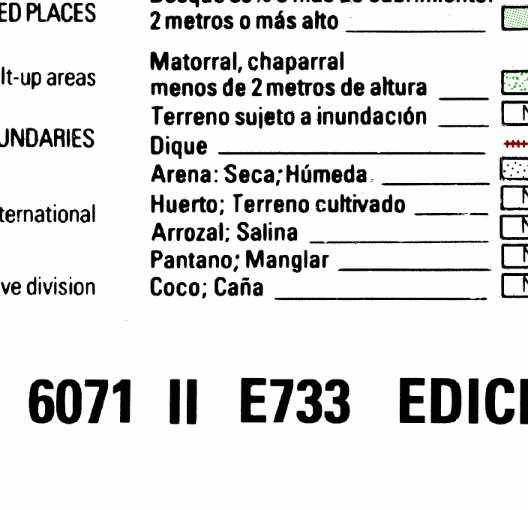 ED PLACES
2 metros o más alto
lt-up areas
Matorral, chaparral
menos de 2 metros de altura
Terreno sujeto a inundación
UNDARIES
Dique
Arena: Seca; Húmeda
Huerto; Terreno cultivado
ternational
Arrozal; Salina
Pantano; Manglar
ve division
Coco; Caña
6071 II E733 EDICI